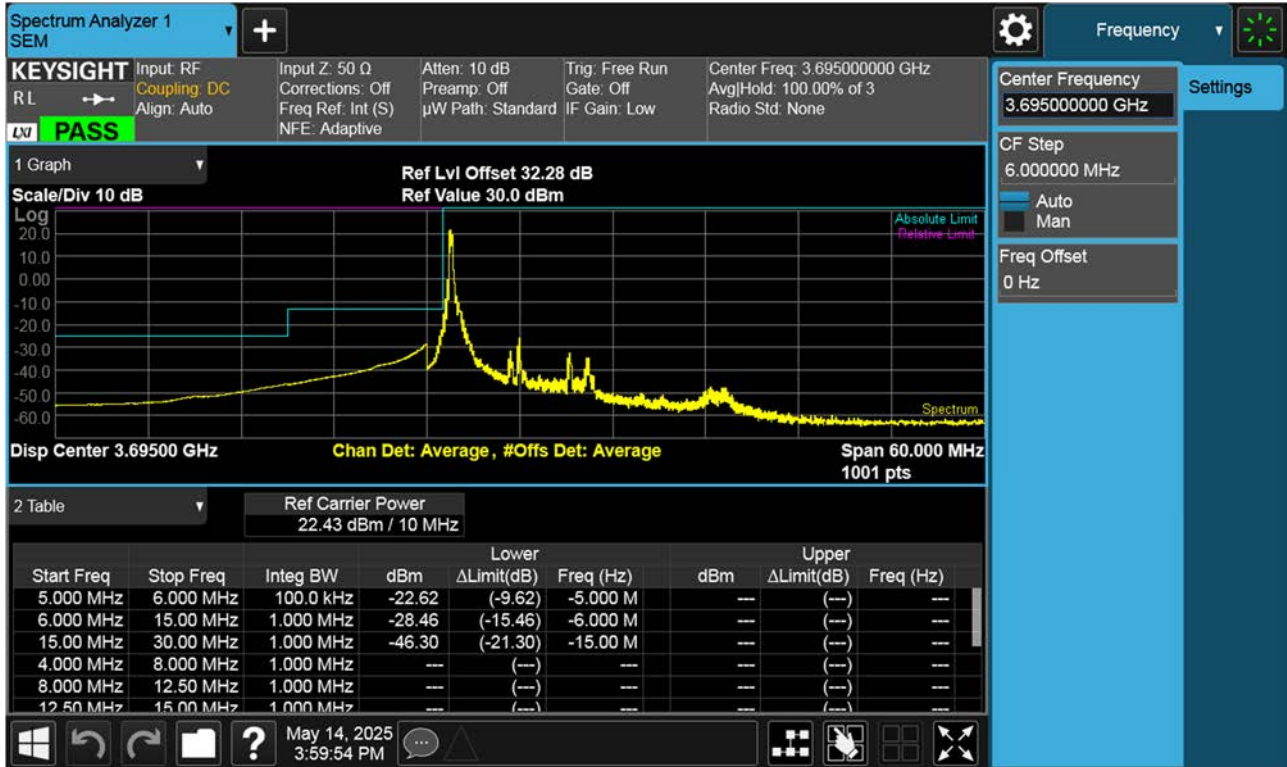 Spectrum Analyzer 1
SEM
Frequency
KEYSIGHT
RL
LXI
PASS
Input: RF
Coupling: DC
Align: Auto
Input Z: 50 Ω
Corrections: Off
Freq Ref: Int (S)
NFE: Adaptive
Atten: 10 dB
Preamp: Off
µW Path: Standard
Trig: Free Run
Gate: Off
IF Gain: Low
Center Freq: 3.695000000 GHz
Avg|Hold: 100.00% of 3
Radio Std: None
Center Frequency
3.695000000 GHz
Settings
CF Step
6.000000 MHz
Auto
Man
Freq Offset
0 Hz
1 Graph
Ref Lvl Offset 32.28 dB
Scale/Div 10 dB
Ref Value 30.0 dBm
Log
Absolute Limit
Relative Limit
20.0
10.00
0.00
-10.0
-20.0
-30.0
-40.0
-50.0
-60.0
Spectrum
Disp Center 3.69500 GHz
Chan Det: Average, #Offs Det: Average
Span 60.000 MHz
1001 pts
2 Table
Ref Carrier Power
22.43 dBm / 10 MHz
Lower Upper
Start Freq Stop Freq Integ BW dBm ΔLimit(dB) Freq (Hz) dBm ΔLimit(dB) Freq (Hz)
5.000 MHz 6.000 MHz 100.0 kHz -22.62 (-9.62) -5.000 M --- (---) ---
6.000 MHz 15.00 MHz 1.000 MHz -28.46 (-15.46) -6.000 M --- (---) ---
15.00 MHz 30.00 MHz 1.000 MHz -46.30 (-21.30) -15.00 M --- (---) ---
4.000 MHz 8.000 MHz 1.000 MHz --- (---) --- --- (---) ---
8.000 MHz 12.50 MHz 1.000 MHz --- (---) --- --- (---) ---
12.50 MHz 15.00 MHz 1.000 MHz --- (---) --- --- (---) ---
?
May 14, 2025
3:59:54 PM